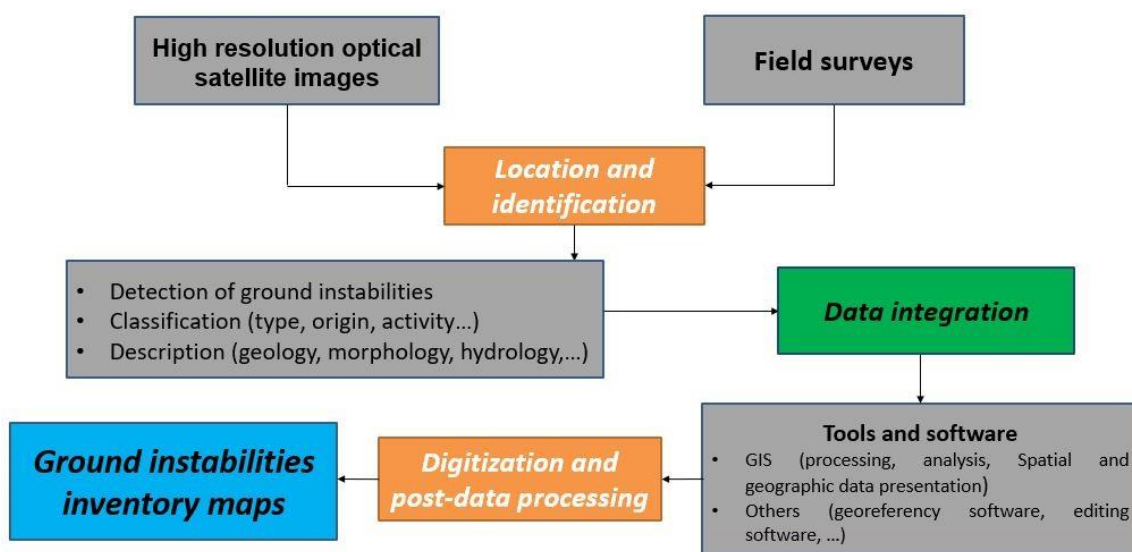 High resolution optical
satellite images
Field surveys
Location and
identification
• Detection of ground instabilities
• Classification (type, origin, activity...)
• Description (geology, morphology, hydrology,...)
Data integration
Tools and software
• GIS (processing, analysis, Spatial and
geographic data presentation)
• Others (georeferency software, editing
software, ...)
Digitization and
post-data processing
Ground instabilities
inventory maps